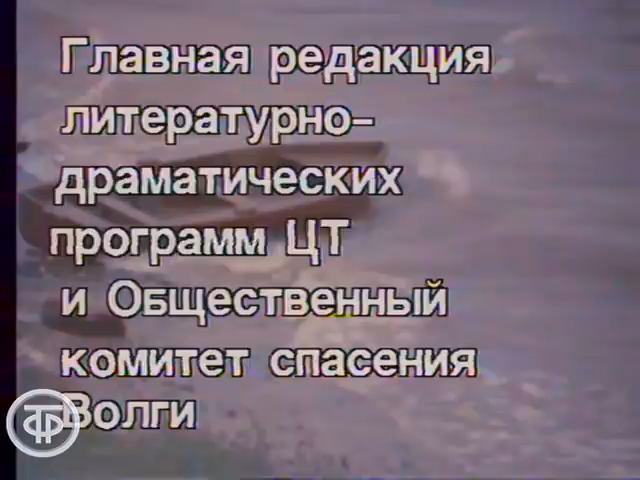 Главная редакция
литературно-
драматических
программ ЦТ
и Общественный
комитет спасения
Волги